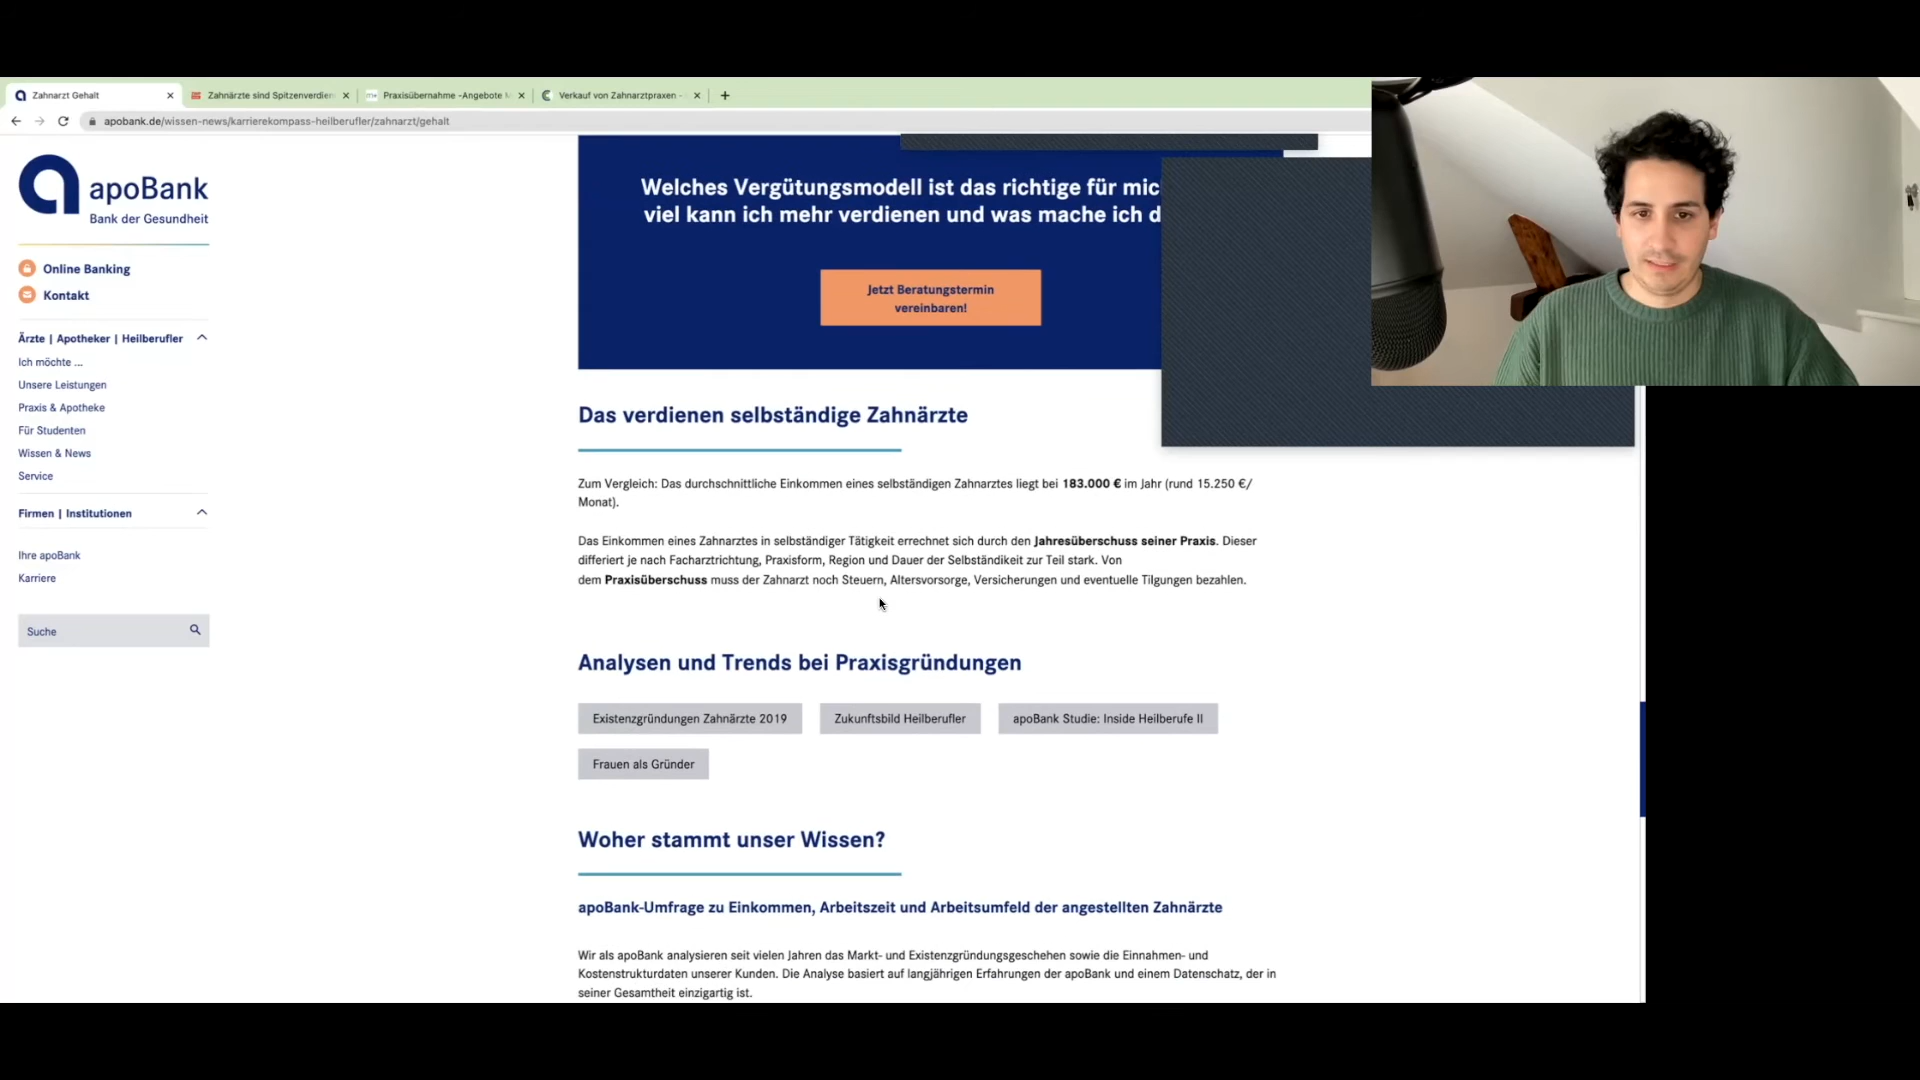 Zahnarzt Gehalt
Zahnärzte sind Spitzenverdien
Praxisübernahme -Angebote
Verkauf von Zahnarztpraxen -
apobank.de/wissen-news/karrierekompass-heilberufler/zahnarzt/gehalt
apoBank
Bank der Gesundheit
Online Banking
Kontakt
Ärzte | Apotheker | Heilberufler
Ich möchte ...
Unsere Leistungen
Praxis & Apotheke
Für Studenten
Wissen & News
Service
Firmen | Institutionen
Ihre apoBank
Karriere
Suche
Welches Vergütungsmodell ist das richtige für mic
viel kann ich mehr verdienen und was mache ich d
Jetzt Beratungstermin
vereinbaren!
Das verdienen selbständige Zahnärzte
Zum Vergleich: Das durchschnittliche Einkommen eines selbständigen Zahnarztes liegt bei 183.000 € im Jahr (rund 15.250 €/
Monat).
Das Einkommen eines Zahnarztes in selbständiger Tätigkeit errechnet sich durch den Jahresüberschuss seiner Praxis. Dieser
differiert je nach Facharztrichtung, Praxisform, Region und Dauer der Selbständikeit zur Teil stark. Von
dem Praxisüberschuss muss der Zahnarzt noch Steuern, Altersvorsorge, Versicherungen und eventuelle Tilgungen bezahlen.
Analysen und Trends bei Praxisgründungen
Existenzgründungen Zahnärzte 2019
Zukunftsbild Heilberufler
apoBank Studie: Inside Heilberufe II
Frauen als Gründer
Woher stammt unser Wissen?
apoBank-Umfrage zu Einkommen, Arbeitszeit und Arbeitsumfeld der angestellten Zahnärzte
Wir als apoBank analysieren seit vielen Jahren das Markt- und Existenzgründungsgeschehen sowie die Einnahmen- und
Kostenstrukturdaten unserer Kunden. Die Analyse basiert auf langjährigen Erfahrungen der apoBank und einem Datenschatz, der in
seiner Gesamtheit einzigartig ist.